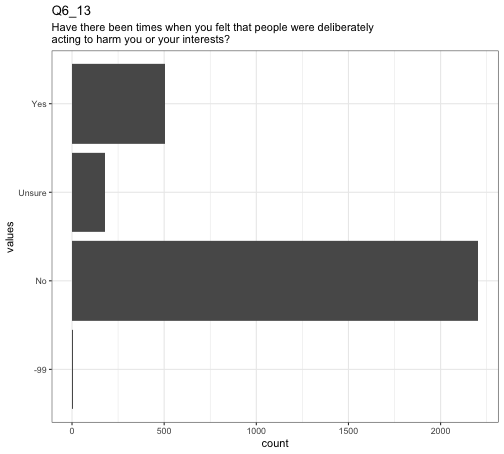 Q6_13
Have there been times when you felt that people were deliberately
acting to harm you or your interests?
Yes
Unsure
No
-99
values
0 500 1000 1500 2000
count